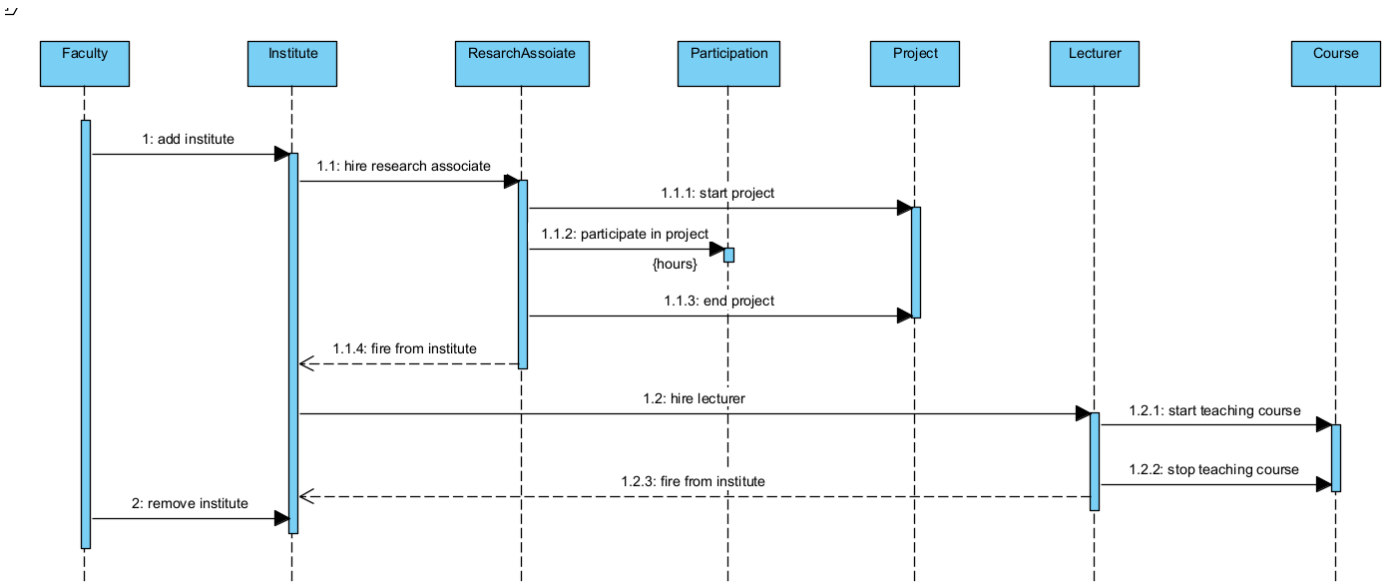 Faculty
Institute
ResarchAssoiate
Participation
Project
Lecturer
Course
1: add institute
1.1: hire research associate
1.1.1: start project
1.1.2: participate in project
{hours}
1.1.3: end project
1.1.4: fire from institute
1.2: hire lecturer
1.2.1: start teaching course
1.2.2: stop teaching course
1.2.3: fire from institute
2: remove institute